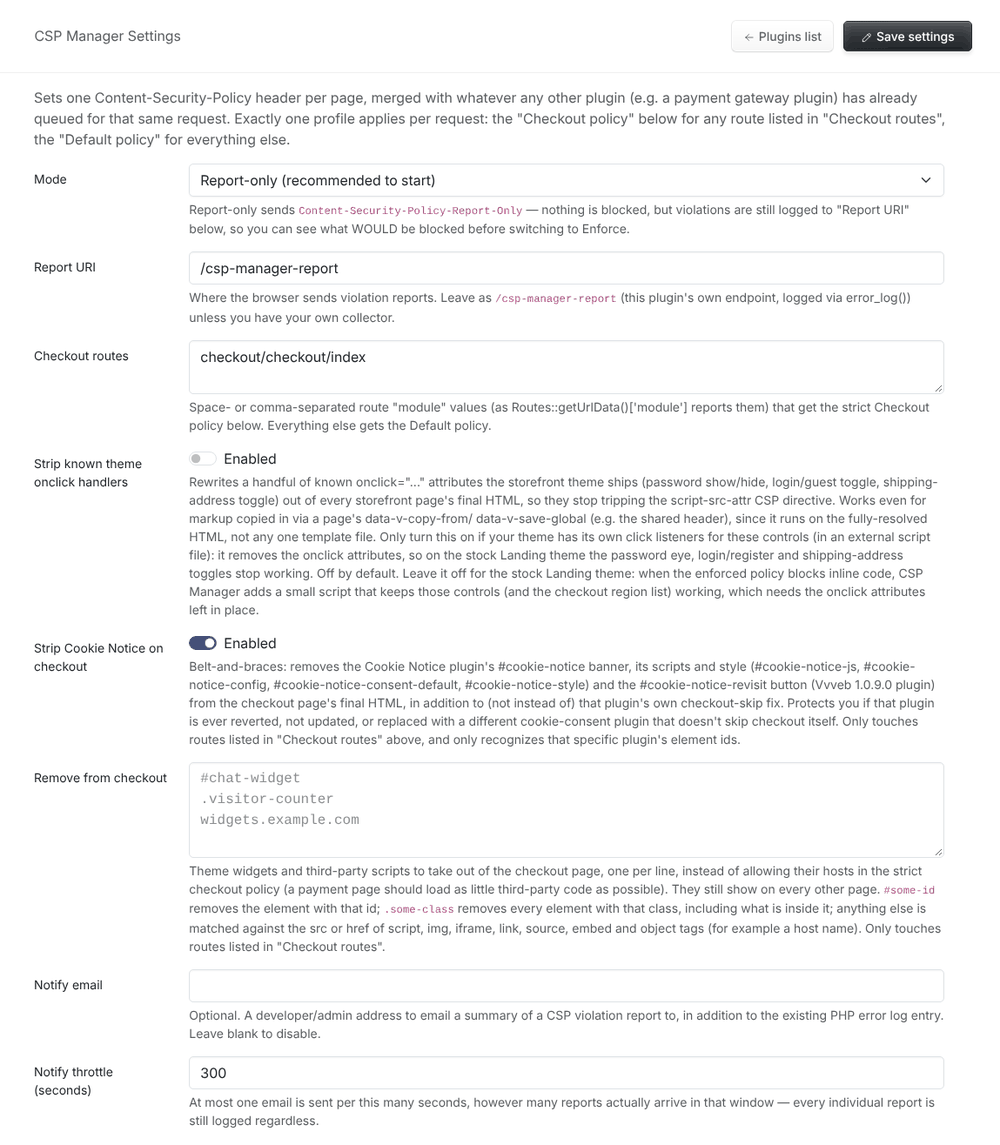 CSP Manager Settings
← Plugins list
Save settings
Sets one Content-Security-Policy header per page, merged with whatever any other plugin (e.g. a payment gateway plugin) has already
queued for that same request. Exactly one profile applies per request: the "Checkout policy" below for any route listed in "Checkout routes",
the "Default policy" for everything else.
Mode
Report-only (recommended to start)
Report-only sends Content-Security-Policy-Report-Only — nothing is blocked, but violations are still logged to "Report URI"
below, so you can see what WOULD be blocked before switching to Enforce.
Report URI
/csp-manager-report
Where the browser sends violation reports. Leave as /csp-manager-report (this plugin's own endpoint, logged via error_log())
unless you have your own collector.
Checkout routes
checkout/checkout/index
Space- or comma-separated route "module" values (as Routes::getUrlData()['module'] reports them) that get the strict Checkout
policy below. Everything else gets the Default policy.
Strip known theme
onclick handlers
Enabled
Rewrites a handful of known onclick="..." attributes the storefront theme ships (password show/hide, login/guest toggle, shipping-
address toggle) out of every storefront page's final HTML, so they stop tripping the script-src-attr CSP directive. Works even for
markup copied in via a page's data-v-copy-from/ data-v-save-global (e.g. the shared header), since it runs on the fully-resolved
HTML, not any one template file. Only turn this on if your theme has its own click listeners for these controls (in an external script
file): it removes the onclick attributes, so on the stock Landing theme the password eye, login/register and shipping-address
toggles stop working. Off by default. Leave it off for the stock Landing theme: when the enforced policy blocks inline code, CSP
Manager adds a small script that keeps those controls (and the checkout region list) working, which needs the onclick attributes
left in place.
Strip Cookie Notice on
checkout
Enabled
Belt-and-braces: removes the Cookie Notice plugin's #cookie-notice banner, its scripts and style (#cookie-notice-js, #cookie-
notice-config, #cookie-notice-consent-default, #cookie-notice-style) and the #cookie-notice-revisit button (Vvveb 1.0.9.0 plugin)
from the checkout page's final HTML, in addition to (not instead of) that plugin's own checkout-skip fix. Protects you if that plugin
is ever reverted, not updated, or replaced with a different cookie-consent plugin that doesn't skip checkout itself. Only touches
routes listed in "Checkout routes" above, and only recognizes that specific plugin's element ids.
Remove from checkout
#chat-widget
.visitor-counter
widgets.example.com
Theme widgets and third-party scripts to take out of the checkout page, one per line, instead of allowing their hosts in the strict
checkout policy (a payment page should load as little third-party code as possible). They still show on every other page. #some-id
removes the element with that id; .some-class removes every element with that class, including what is inside it; anything else is
matched against the src or href of script, img, iframe, link, source, embed and object tags (for example a host name). Only touches
routes listed in "Checkout routes".
Notify email
Optional. A developer/admin address to email a summary of a CSP violation report to, in addition to the existing PHP error log entry.
Leave blank to disable.
Notify throttle
(seconds)
300
At most one email is sent per this many seconds, however many reports actually arrive in that window — every individual report is
still logged regardless.